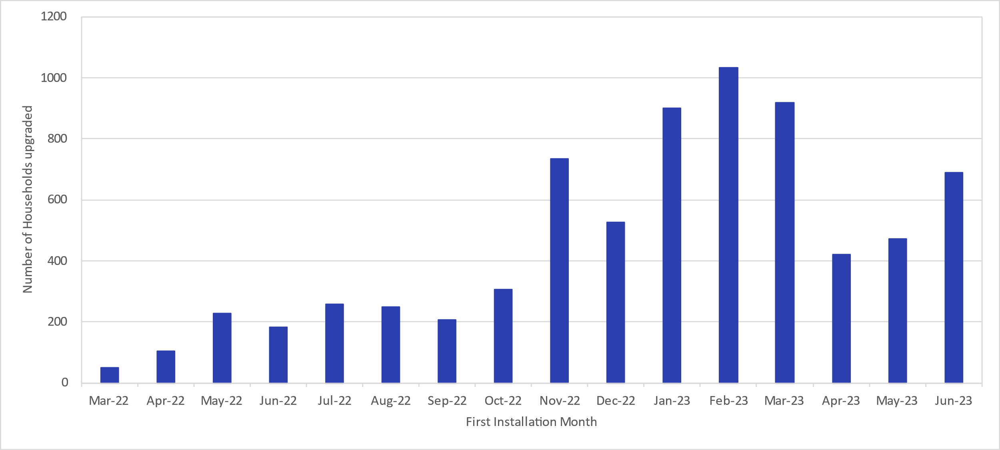 1200
1000
800
600
400
200
0
Number of Households upgraded
Mar-22 Apr-22 May-22 Jun-22 Jul-22 Aug-22 Sep-22 Oct-22 Nov-22 Dec-22 Jan-23 Feb-23 Mar-23 Apr-23 May-23 Jun-23
First Installation Month